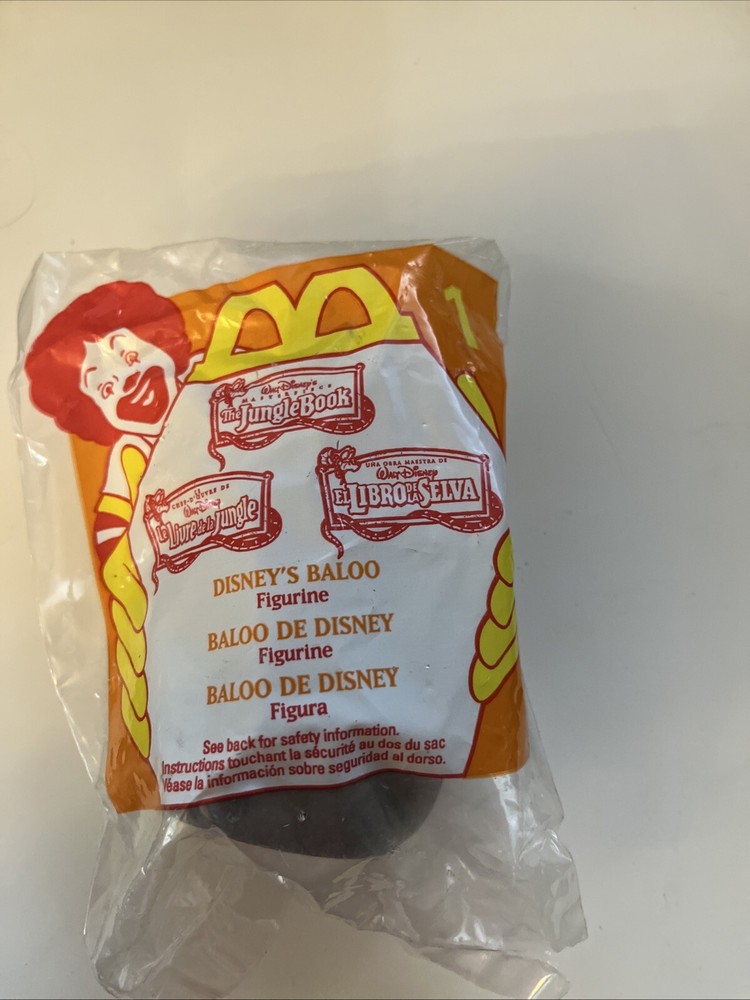 1
Walt Disney's
MASTERPIECE
The Jungle Book
UNA OBRA MAESTRA DE
Walt Disney
EL LIBRO DE LA SELVA
CHEF-D'ŒUVRE DE
Walt Disney
Le Livre de la Jungle
DISNEY'S BALOO
Figurine
BALOO DE DISNEY
Figurine
BALOO DE DISNEY
Figura
See back for safety information.
Instructions touchant la sécurité au dos du sac
Véase la información sobre seguridad al dorso.